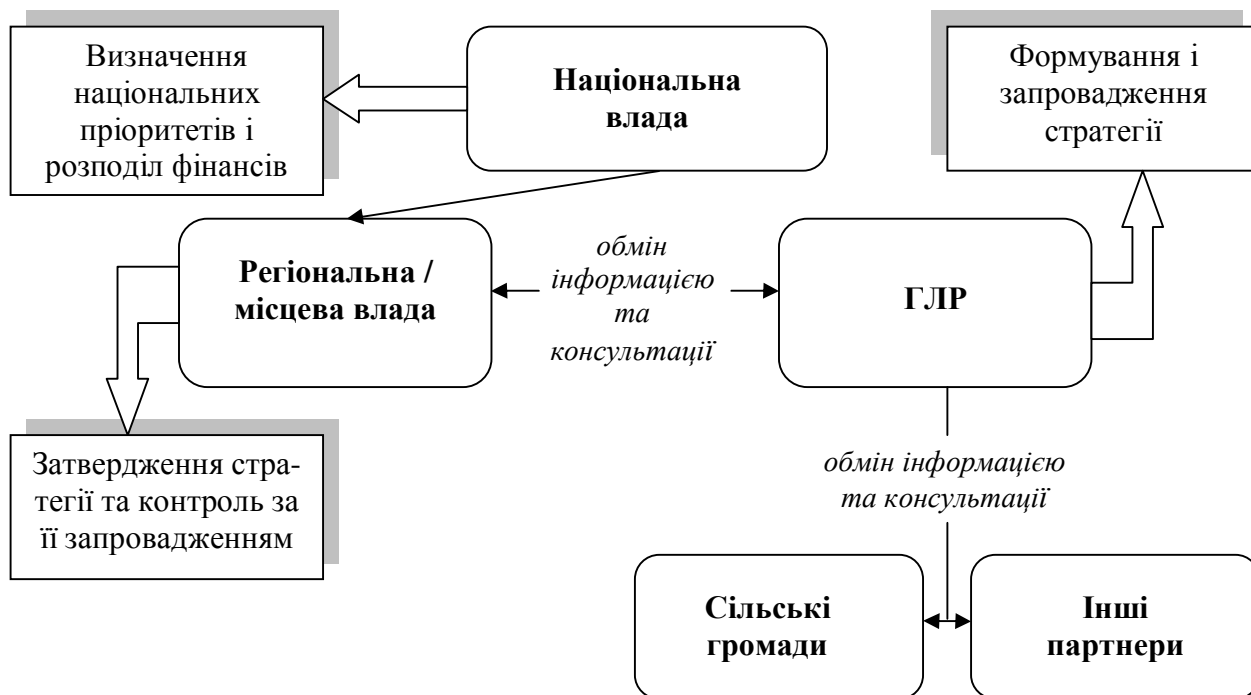 Визначення
національних
пріоритетів і
розподіл фінансів
Національна
влада
Формування і
запровадження
стратегії
Регіональна /
місцева влада
обмін
інформацією
та
консультації
ГЛР
Затвердження стра-
тегії та контроль за
її запровадженням
обмін інформацією
та консультації
Сільські
громади
Інші
партнери